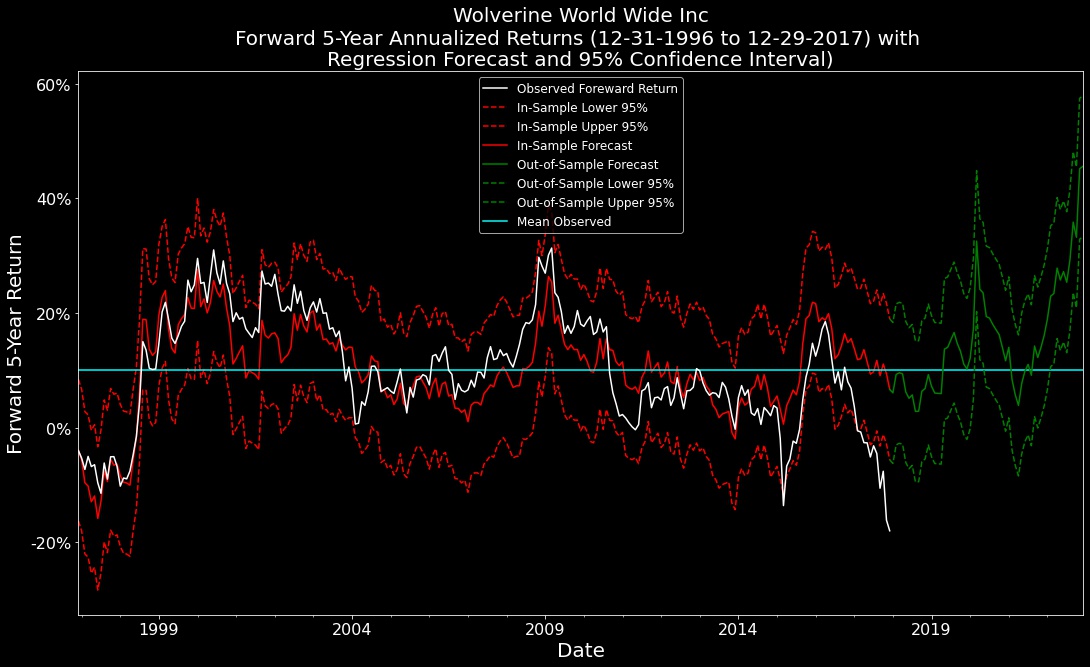 Wolverine World Wide Inc
Forward 5-Year Annualized Returns (12-31-1996 to 12-29-2017) with
Regression Forecast and 95% Confidence Interval)
Observed Foreward Return
In-Sample Lower 95%
In-Sample Upper 95%
In-Sample Forecast
Out-of-Sample Forecast
Out-of-Sample Lower 95%
Out-of-Sample Upper 95%
Mean Observed
Forward 5-Year Return
60%
40%
20%
0%
-20%
1999
2004
2009
2014
2019
Date